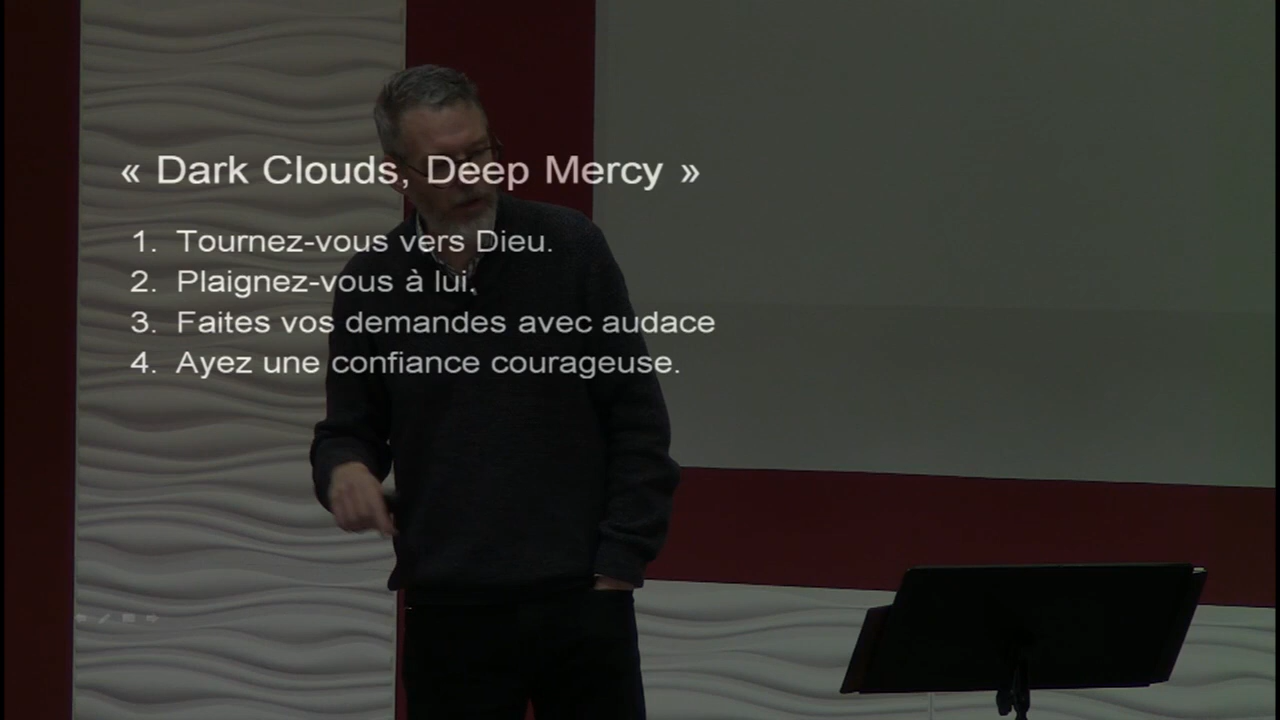 « Dark Clouds, Deep Mercy »
1. Tournez-vous vers Dieu.
2. Plaignez-vous à lui.
3. Faites vos demandes avec audace
4. Ayez une confiance courageuse.